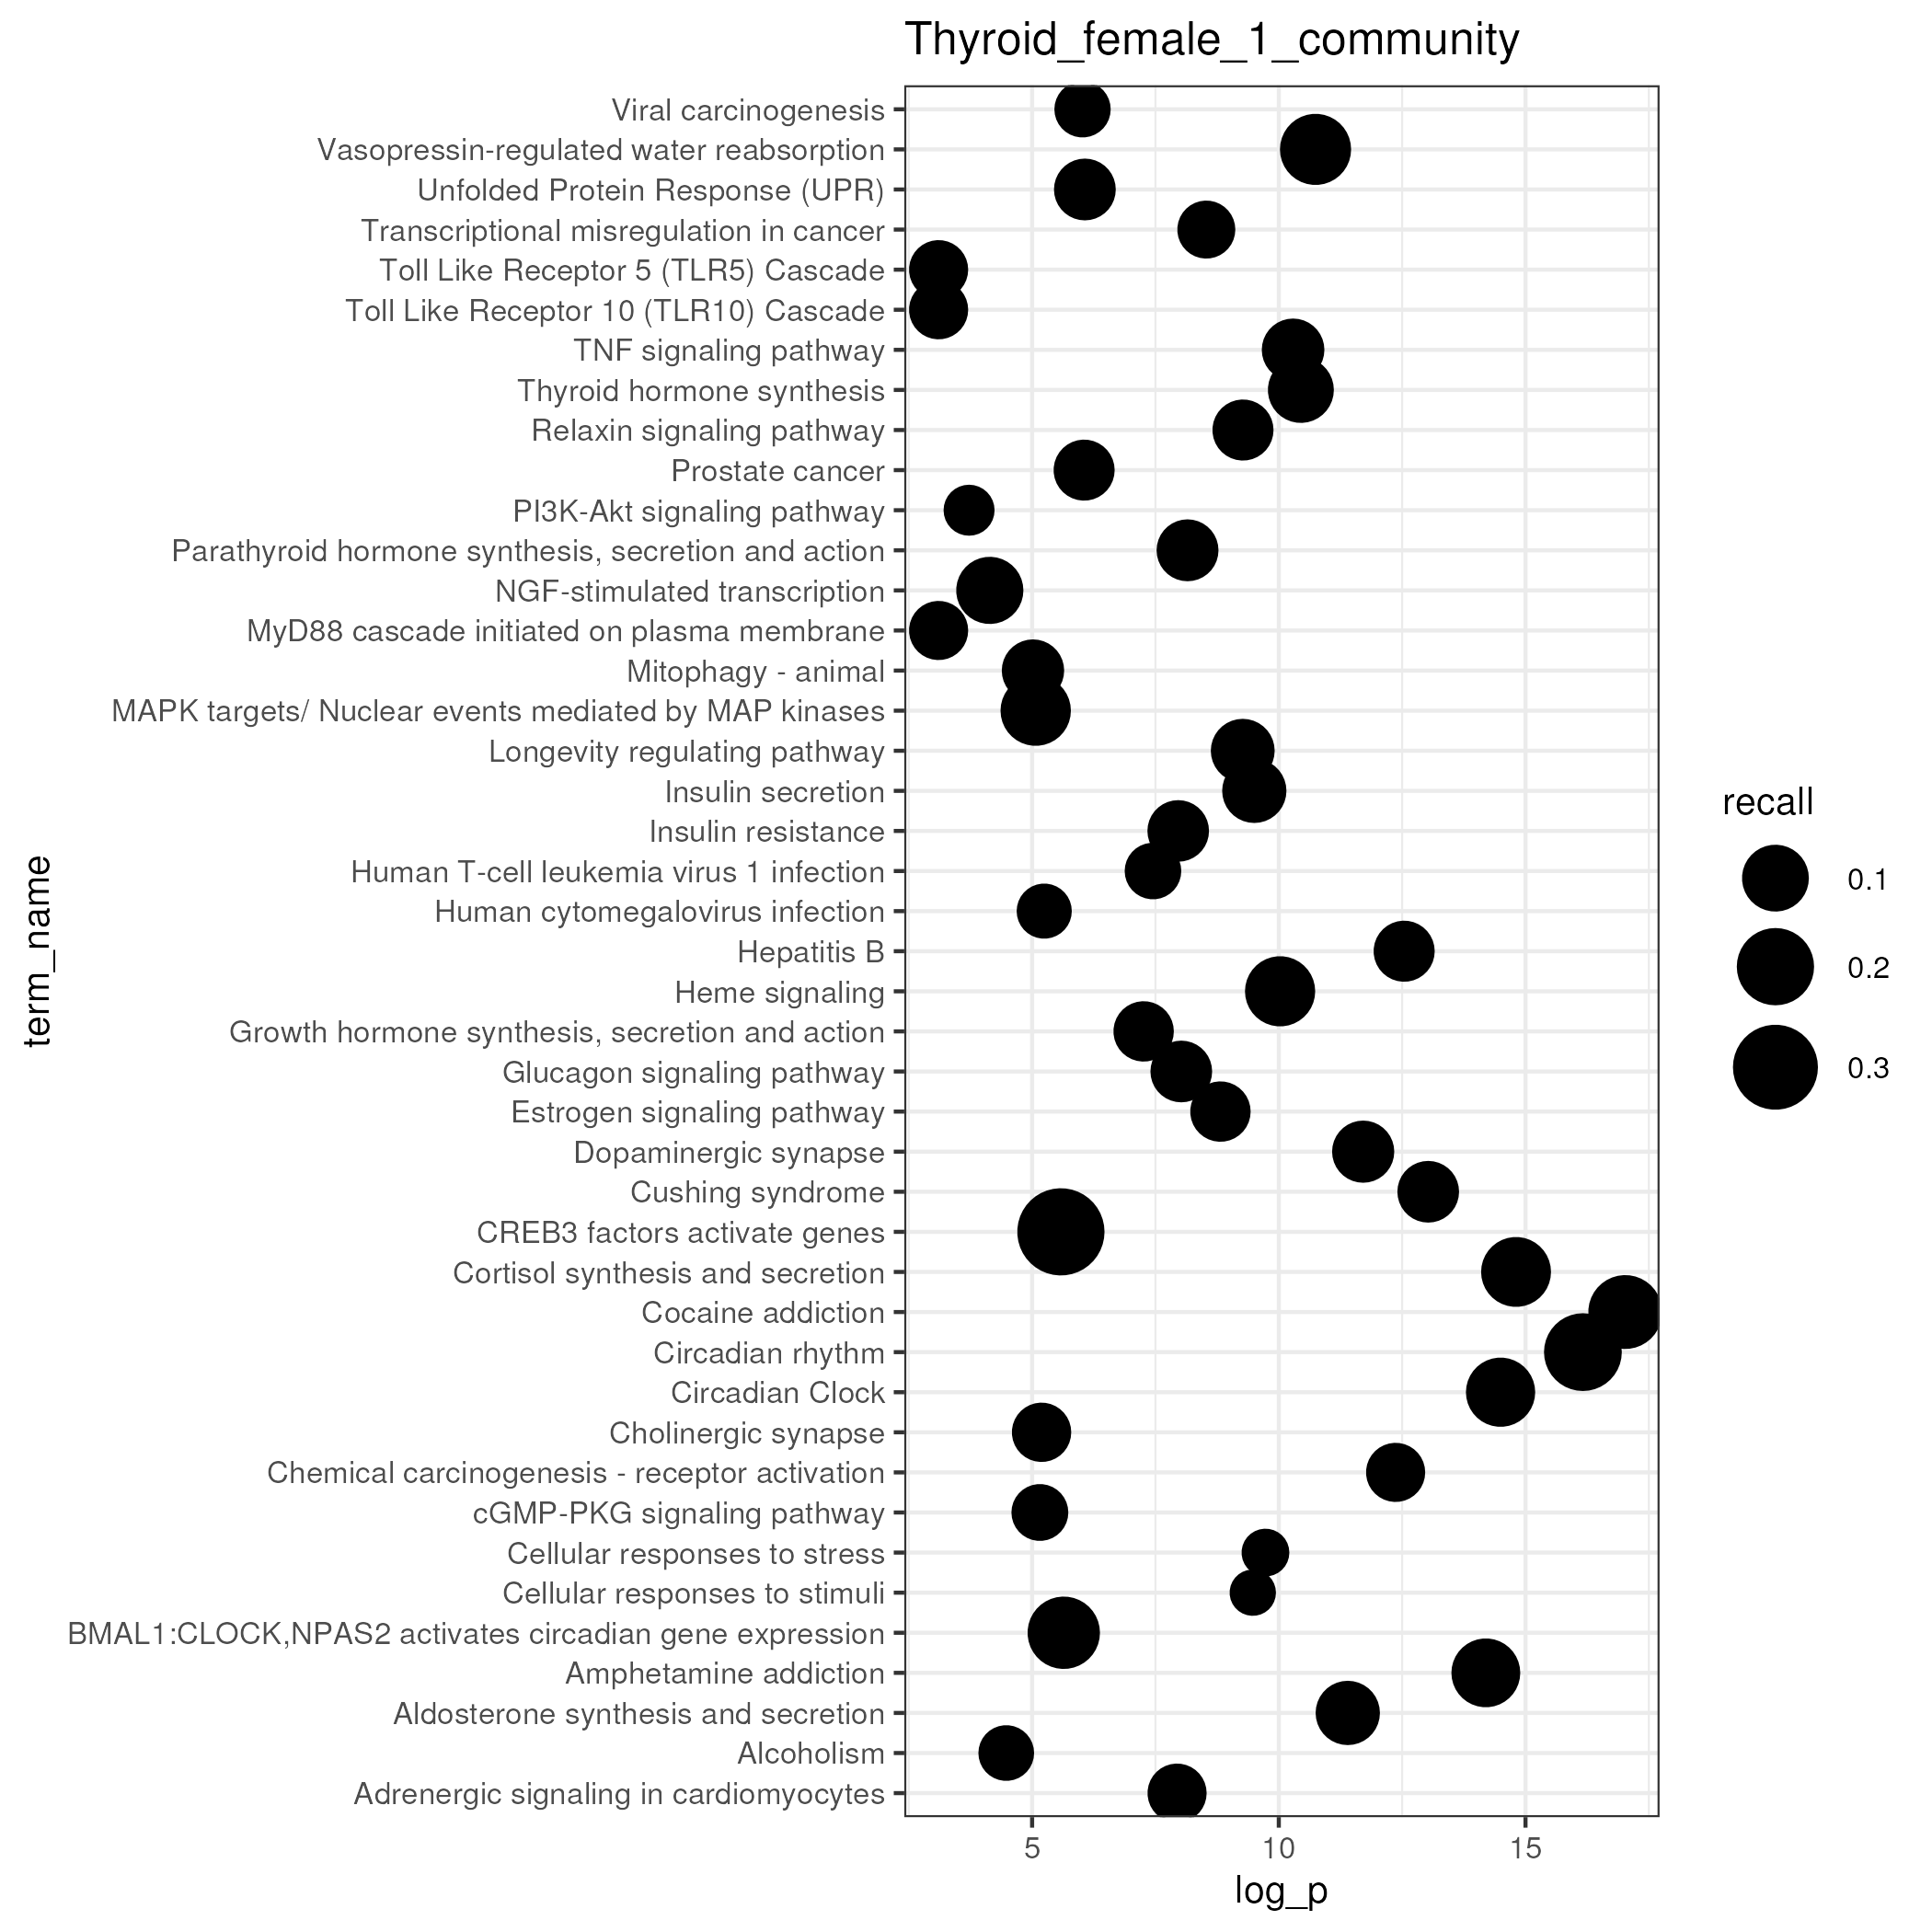 Thyroid_female_1_community
term_name
Viral carcinogenesis
Vasopressin-regulated water reabsorption
Unfolded Protein Response (UPR)
Transcriptional misregulation in cancer
Toll Like Receptor 5 (TLR5) Cascade
Toll Like Receptor 10 (TLR10) Cascade
TNF signaling pathway
Thyroid hormone synthesis
Relaxin signaling pathway
Prostate cancer
PI3K-Akt signaling pathway
Parathyroid hormone synthesis, secretion and action
NGF-stimulated transcription
MyD88 cascade initiated on plasma membrane
Mitophagy - animal
MAPK targets/ Nuclear events mediated by MAP kinases
Longevity regulating pathway
Insulin secretion
Insulin resistance
Human T-cell leukemia virus 1 infection
Human cytomegalovirus infection
Hepatitis B
Heme signaling
Growth hormone synthesis, secretion and action
Glucagon signaling pathway
Estrogen signaling pathway
Dopaminergic synapse
Cushing syndrome
CREB3 factors activate genes
Cortisol synthesis and secretion
Cocaine addiction
Circadian rhythm
Circadian Clock
Cholinergic synapse
Chemical carcinogenesis - receptor activation
cGMP-PKG signaling pathway
Cellular responses to stress
Cellular responses to stimuli
BMAL1:CLOCK,NPAS2 activates circadian gene expression
Amphetamine addiction
Aldosterone synthesis and secretion
Alcoholism
Adrenergic signaling in cardiomyocytes
5 10 15
log_p
recall
0.1
0.2
0.3